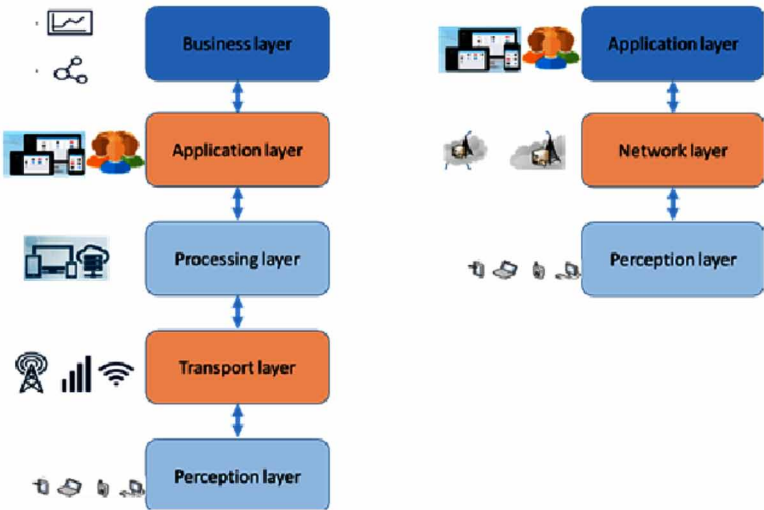 Business layer
Application layer
Processing layer
Transport layer
Perception layer
Application layer
Network layer
Perception layer